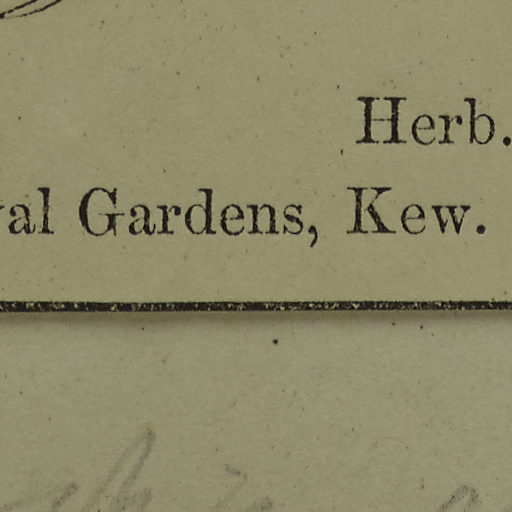 Herb.
al Gardens, Kew.